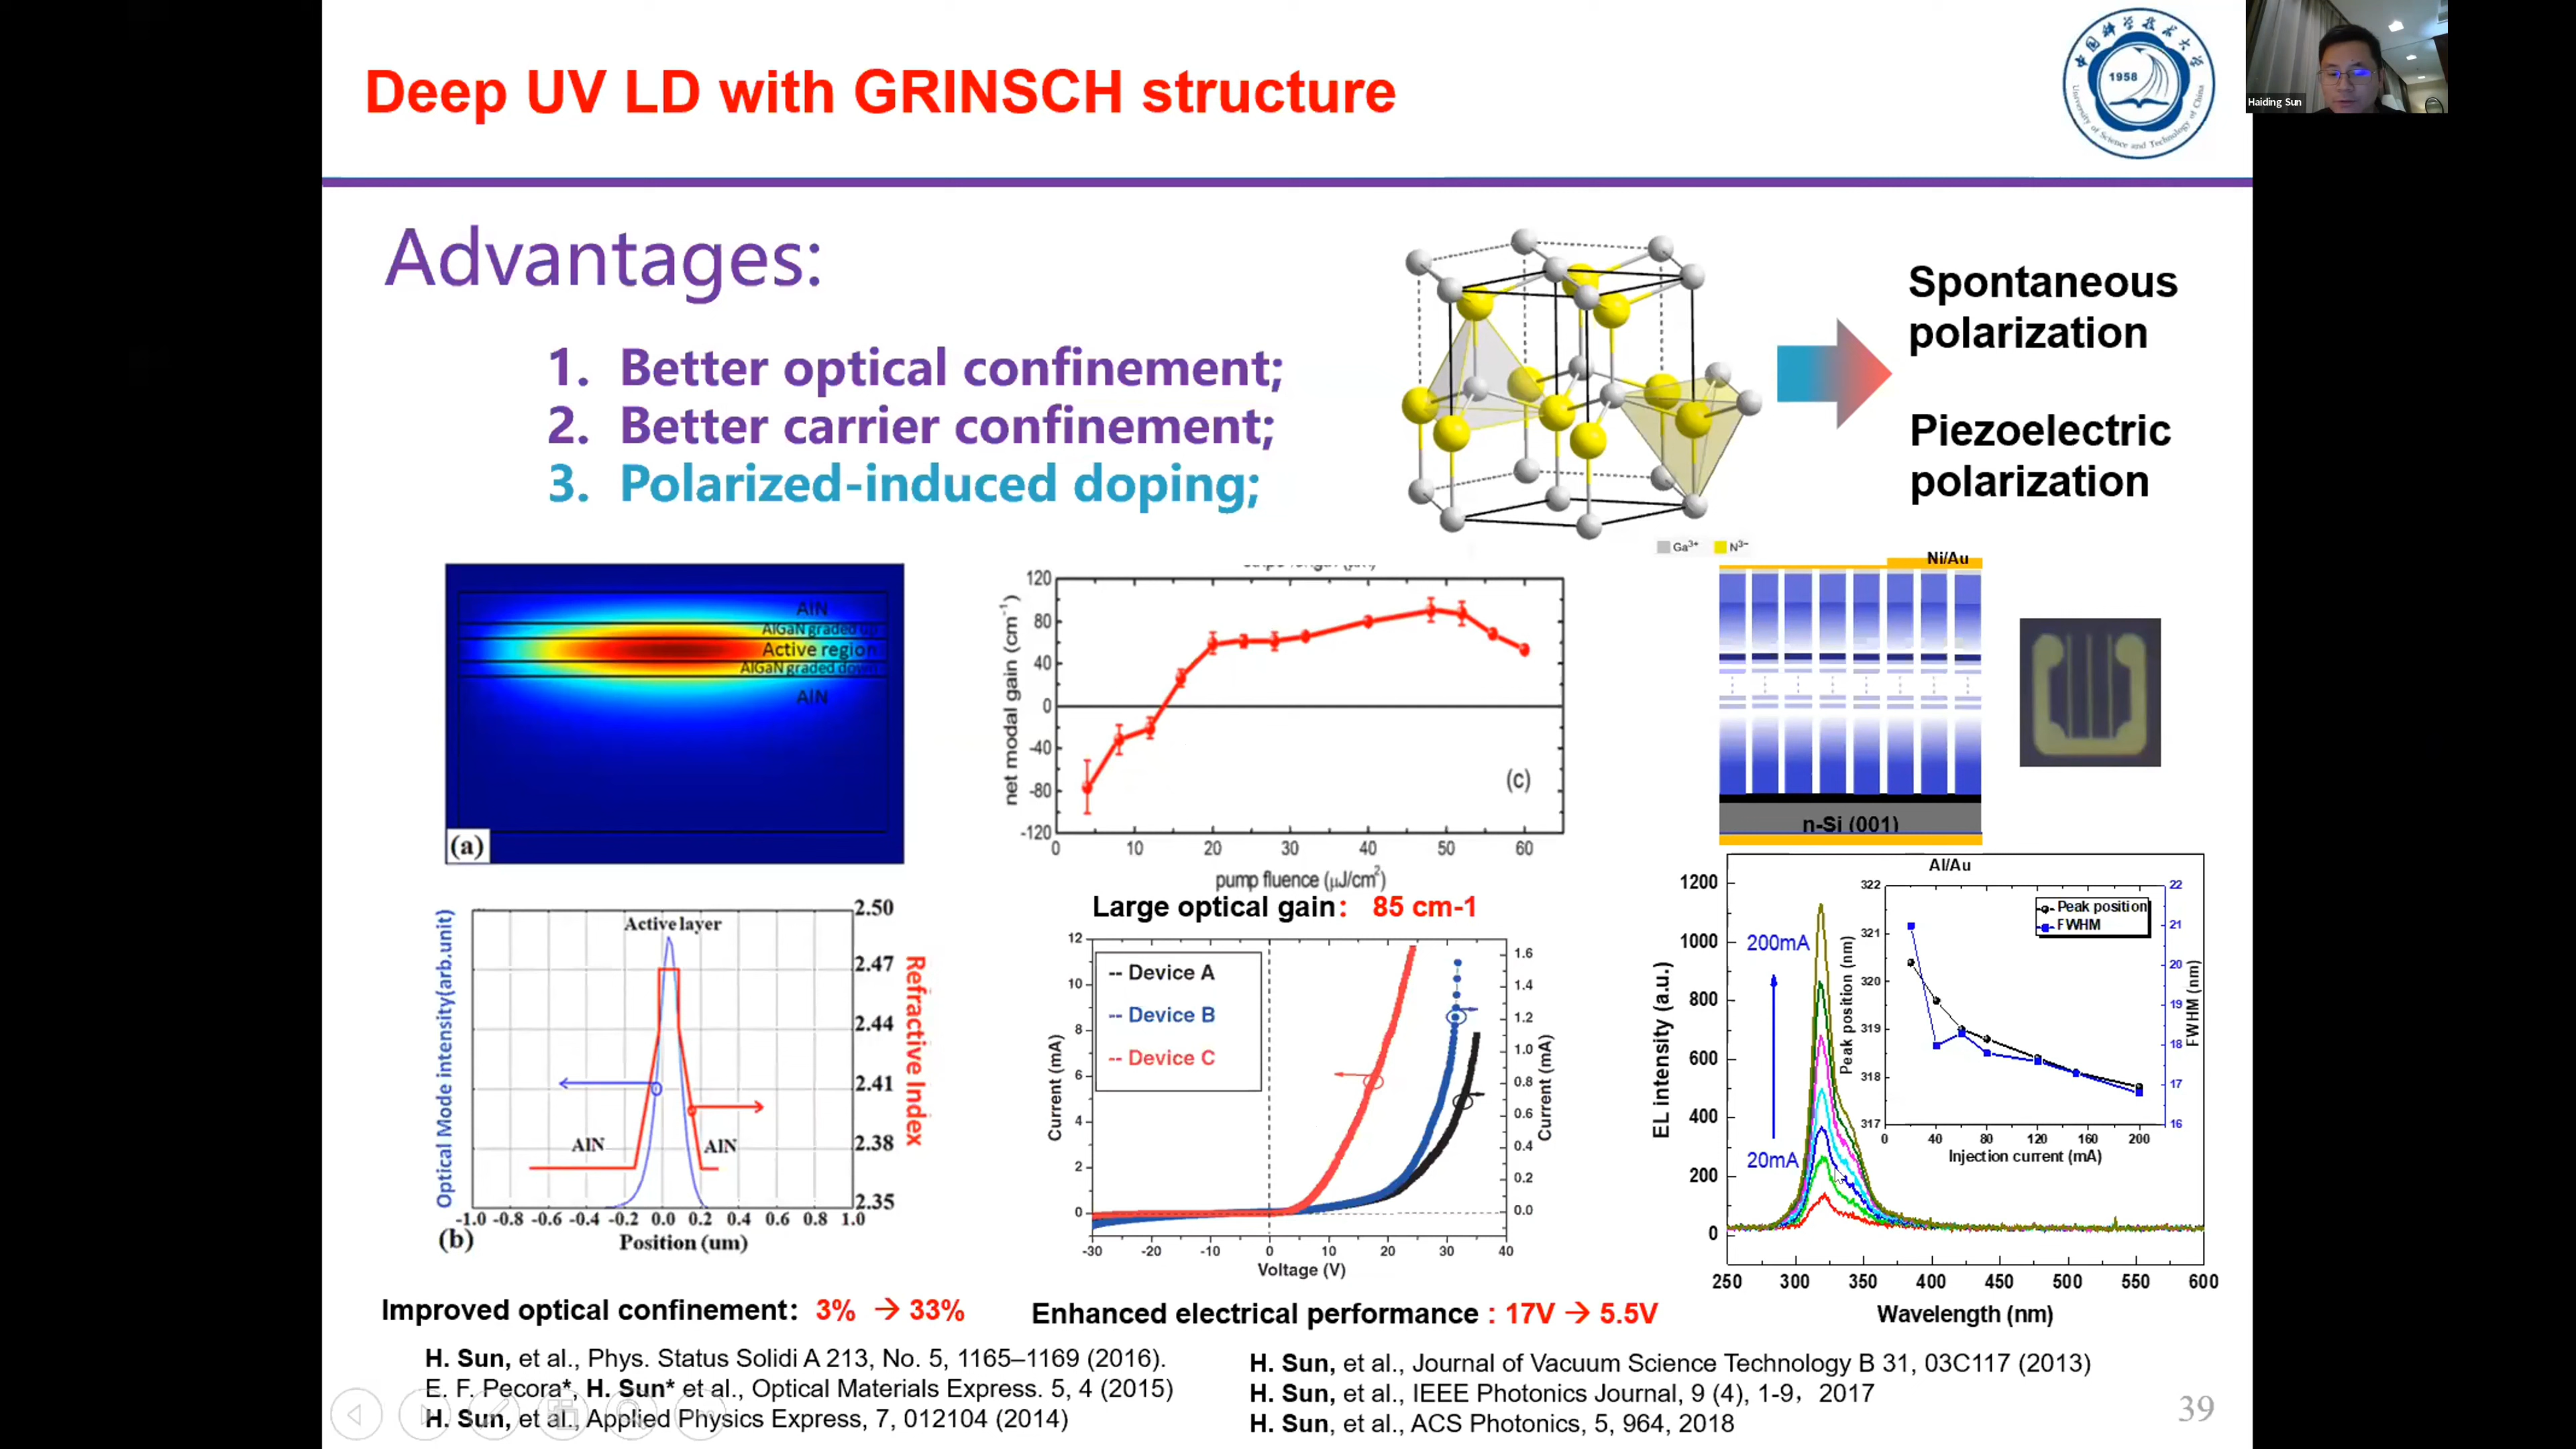 Deep UV LD with GRINSCH structure
中国科学技术大学
1958
University of Science and Technology of China
Haiding Sun
Advantages:
1. Better optical confinement;
2. Better carrier confinement;
3. Polarized-induced doping;
Spontaneous
polarization
Piezoelectric
polarization
Ga3+ N3−
AlN
AlGaN graded up
Active region
AlGaN graded down
AlN
(a)
120
80
40
0
-40
-80
-120
net modal gain (cm-1)
(c)
0 10 20 30 40 50 60
pump fluence (μJ/cm2)
Large optical gain: 85 cm-1
Ni/Au
n-Si (001)
Al/Au
Optical Mode intensity(arb.unit)
Active layer
AlN
AlN
2.50
2.47
2.44
2.41
2.38
2.35
Refractive Index
-1.0 -0.8 -0.6 -0.4 -0.2 0.0 0.2 0.4 0.6 0.8 1.0
(b)
Position (um)
12
10
8
6
4
2
0
Current (mA)
-- Device A
-- Device B
-- Device C
1.6
1.4
1.2
1.0
0.8
0.6
0.4
0.2
0.0
Current (mA)
-30 -20 -10 0 10 20 30 40
Voltage (V)
1200
1000
800
600
400
200
0
EL intensity (a.u.)
200mA
20mA
322
321
320
319
318
317
Peak position (nm)
Peak position
FWHM
22
21
20
19
18
17
16
FWHM (nm)
0 40 80 120 160 200
Injection current (mA)
250 300 350 400 450 500 550 600
Wavelength (nm)
Improved optical confinement: 3% → 33%
Enhanced electrical performance : 17V → 5.5V
H. Sun, et al., Phys. Status Solidi A 213, No. 5, 1165–1169 (2016).
E. F. Pecora*, H. Sun* et al., Optical Materials Express. 5, 4 (2015)
H. Sun, et al., Applied Physics Express, 7, 012104 (2014)
H. Sun, et al., Journal of Vacuum Science Technology B 31, 03C117 (2013)
H. Sun, et al., IEEE Photonics Journal, 9 (4), 1-9, 2017
H. Sun, et al., ACS Photonics, 5, 964, 2018
39